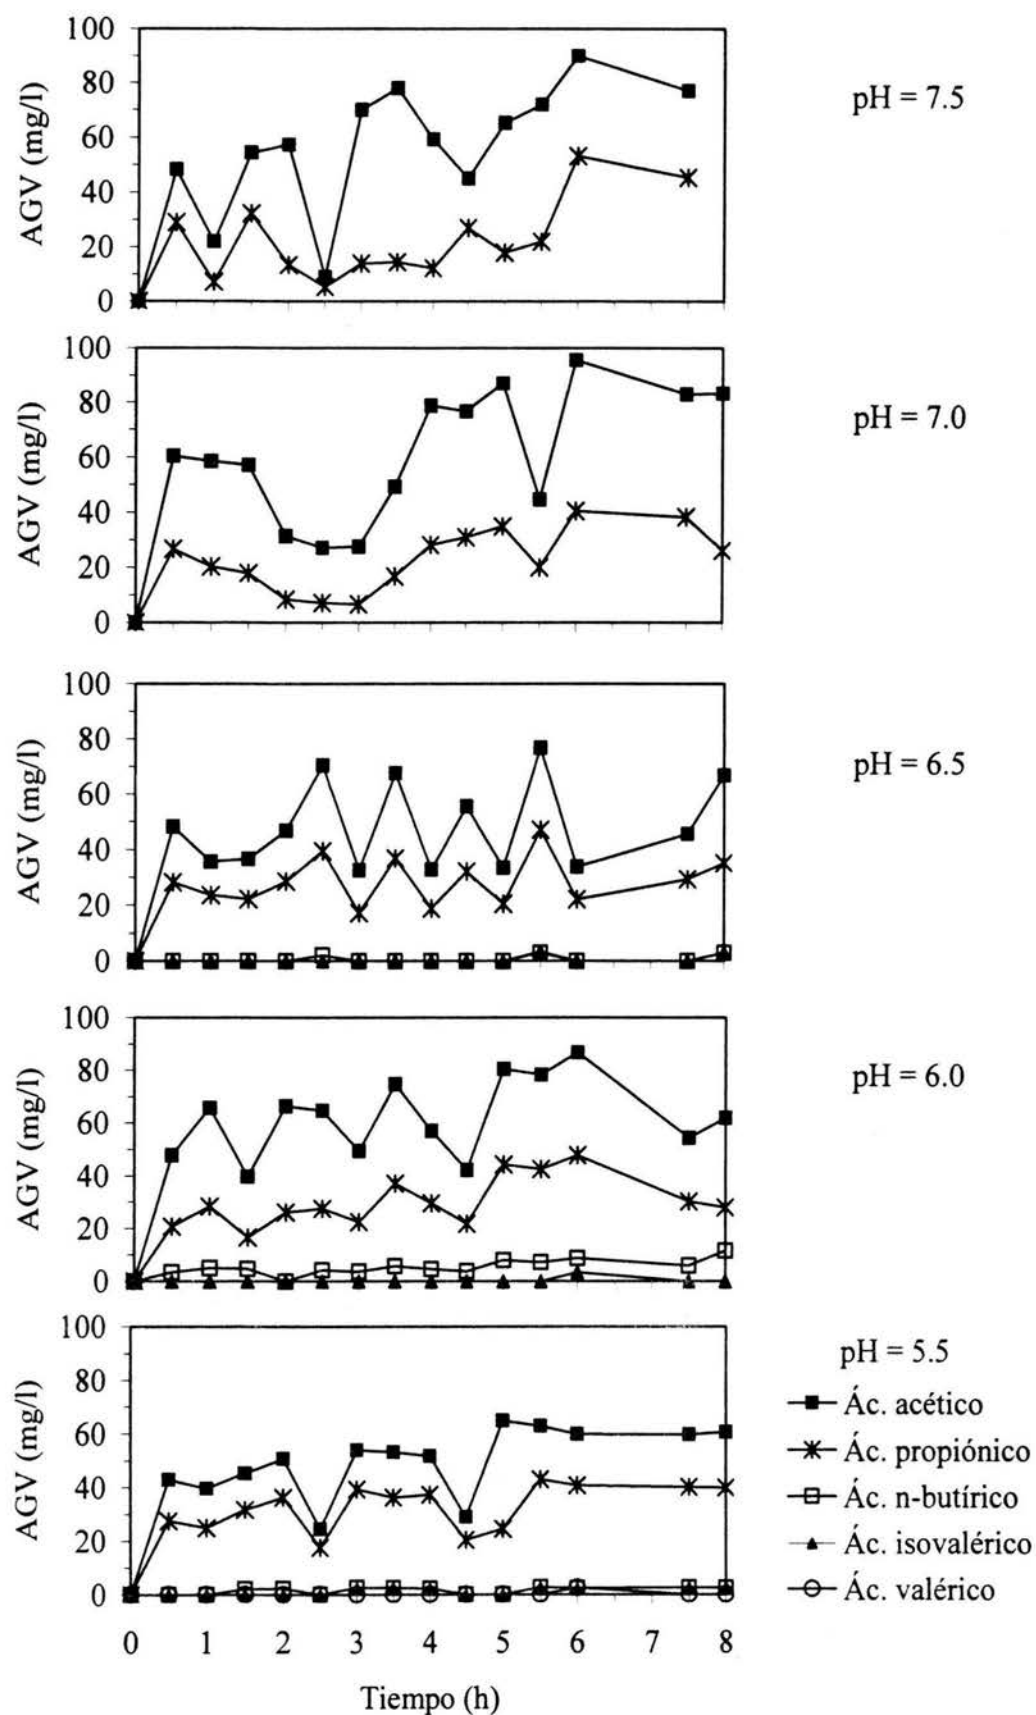 100
80
60
40
20
0
AGV (mg/l)
pH = 7.5
100
80
60
40
20
0
AGV (mg/l)
pH = 7.0
100
80
60
40
20
0
AGV (mg/l)
pH = 6.5
100
80
60
40
20
0
AGV (mg/l)
pH = 6.0
100
80
60
40
20
0
AGV (mg/l)
pH = 5.5
Ác. acético
Ác. propiónico
Ác. n-butírico
Ác. isovalérico
Ác. valérico
0 1 2 3 4 5 6 7 8
Tiempo (h)